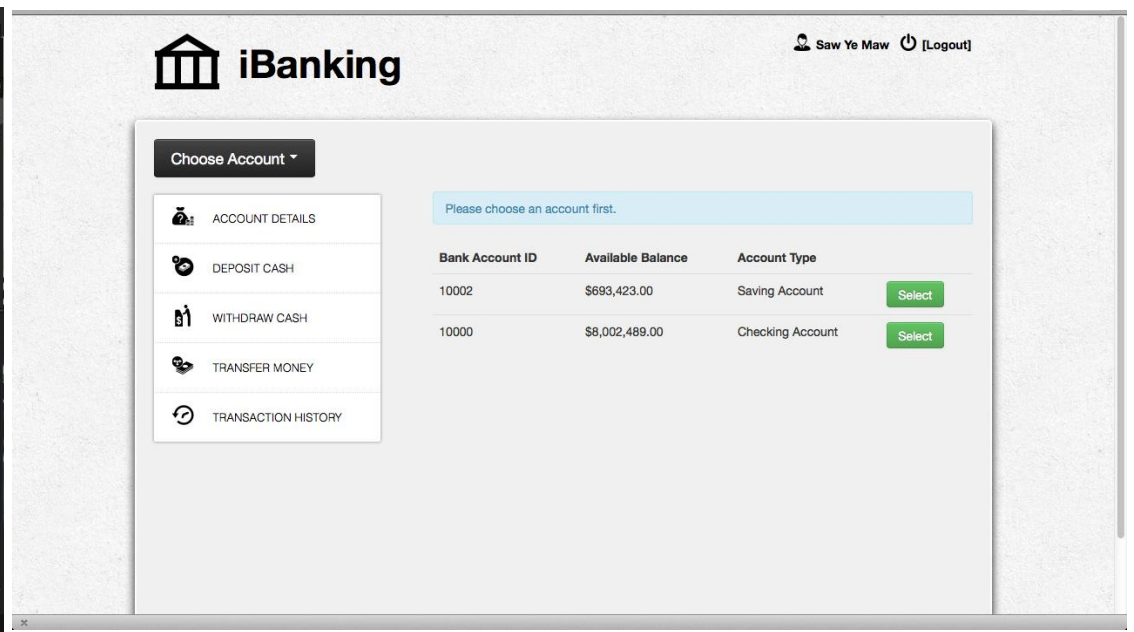 iBanking
Saw Ye Maw [Logout]
Choose Account
ACCOUNT DETAILS
DEPOSIT CASH
WITHDRAW CASH
TRANSFER MONEY
TRANSACTION HISTORY
Please choose an account first.
Bank Account ID Available Balance Account Type
10002 $693,423.00 Saving Account Select
10000 $8,002,489.00 Checking Account Select